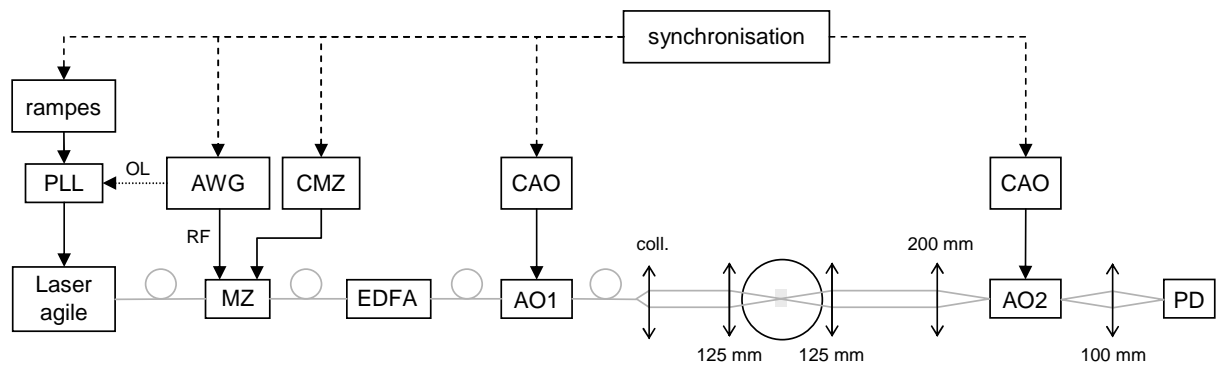 synchronisation
rampes
PLL
OL
AWG
CMZ
CAO
CAO
RF
coll.
200 mm
Laser
agile
MZ
EDFA
AO1
AO2
PD
125 mm
125 mm
100 mm